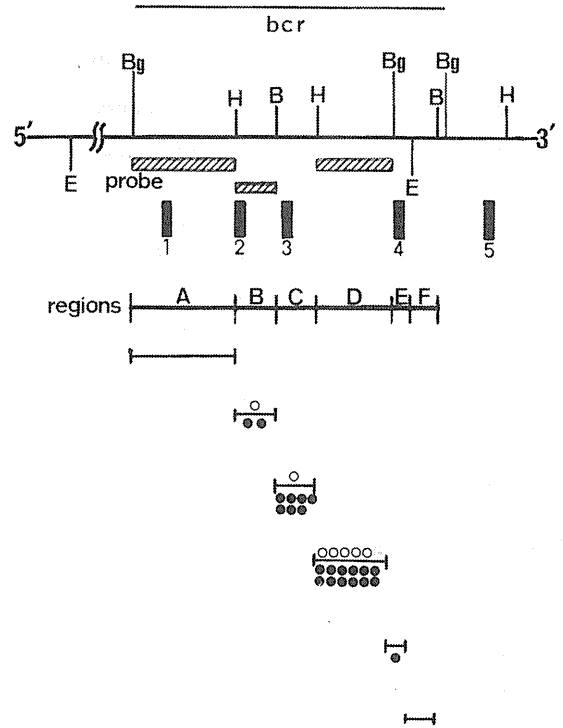 bcr
Bg Bg Bg
H B H B H
5' 3'
E probe E
1 2 3 4 5
regions A B C D E F